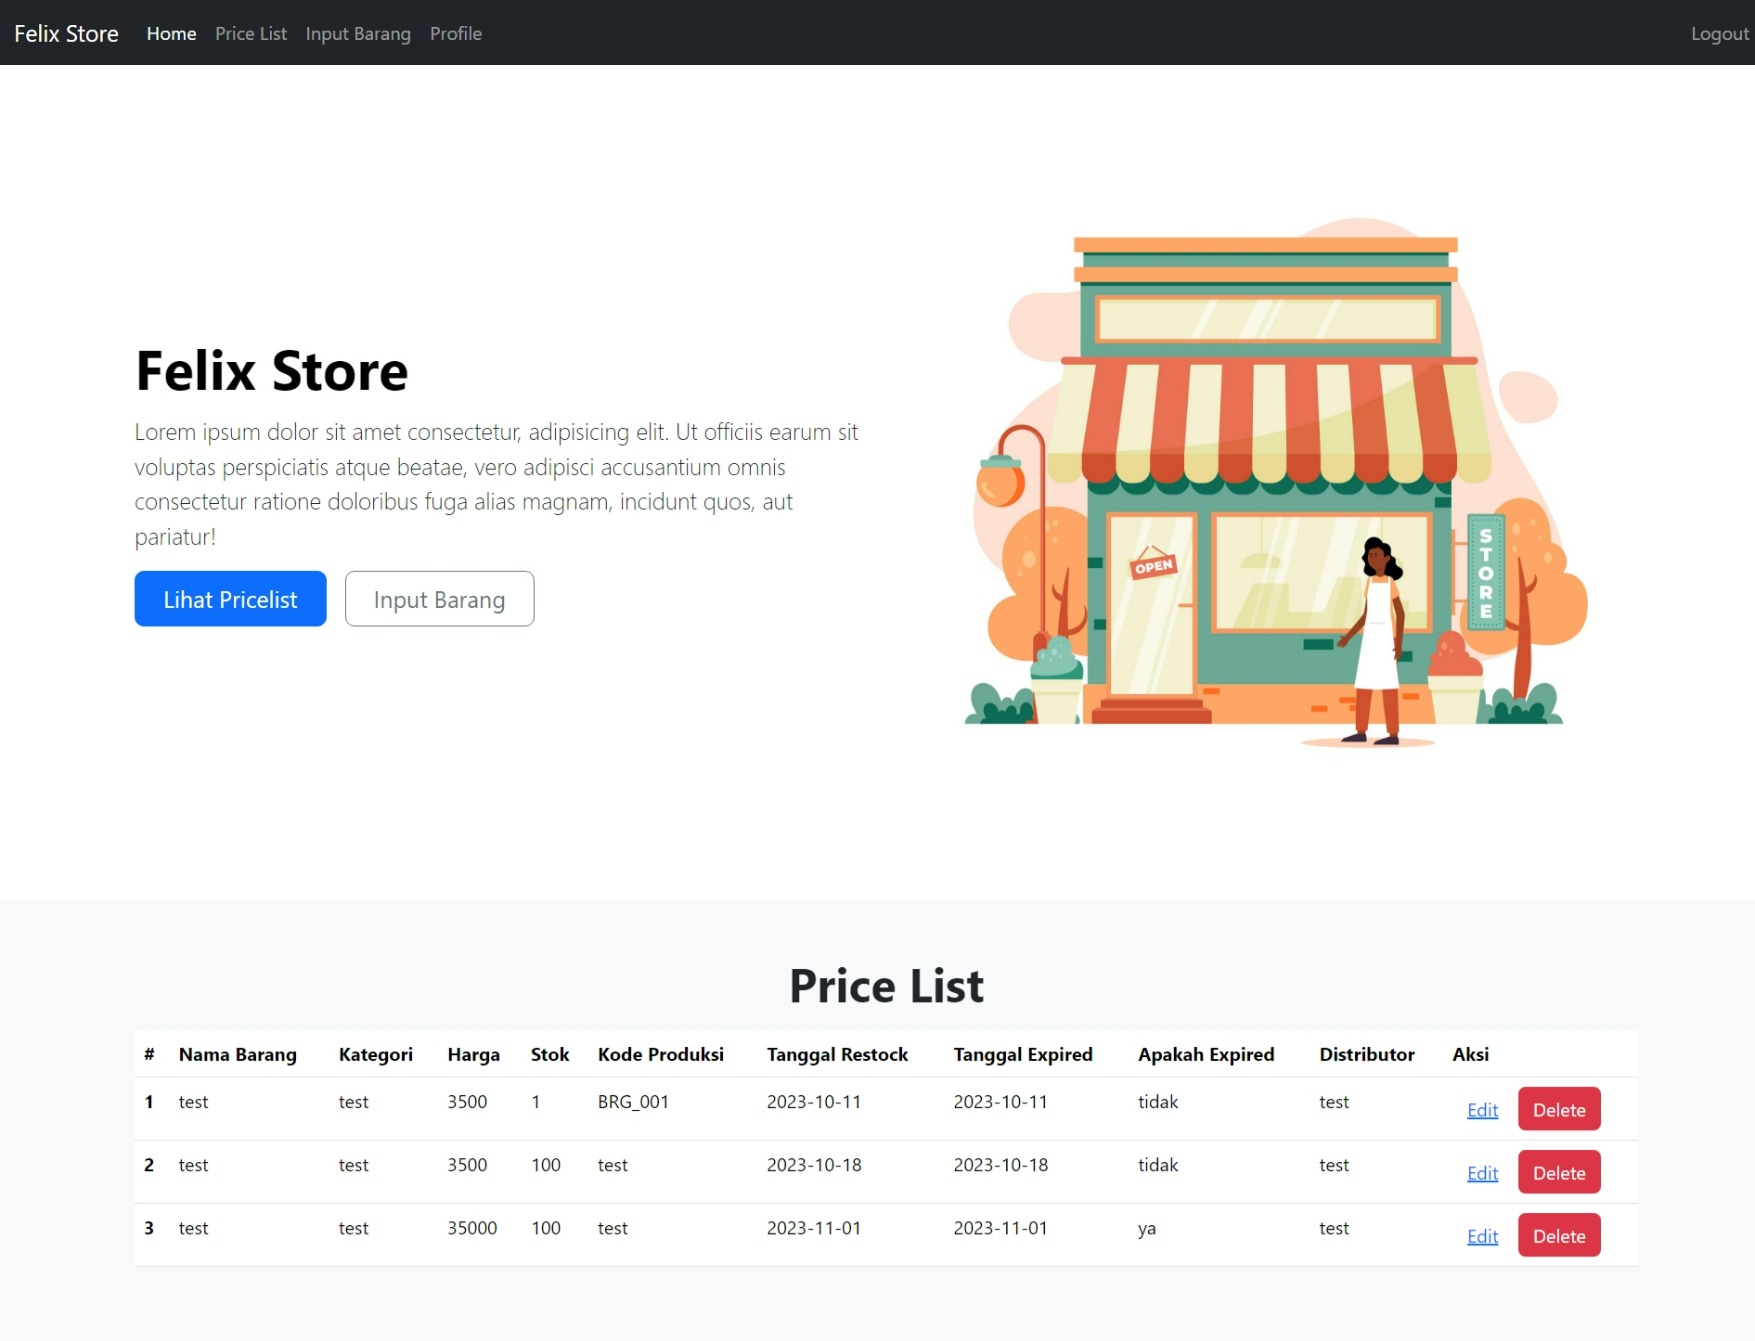 Felix Store Home Price List Input Barang Profile Logout
Felix Store
Lorem ipsum dolor sit amet consectetur, adipisicing elit. Ut officiis earum sit
voluptas perspiciatis atque beatae, vero adipisci accusantium omnis
consectetur ratione doloribus fuga alias magnam, incidunt quos, aut
pariatur!
Lihat Pricelist Input Barang
OPEN
STORE
Price List
# Nama Barang Kategori Harga Stok Kode Produksi Tanggal Restock Tanggal Expired Apakah Expired Distributor Aksi
1 test test 3500 1 BRG_001 2023-10-11 2023-10-11 tidak test Edit Delete
2 test test 3500 100 test 2023-10-18 2023-10-18 tidak test Edit Delete
3 test test 35000 100 test 2023-11-01 2023-11-01 ya test Edit Delete